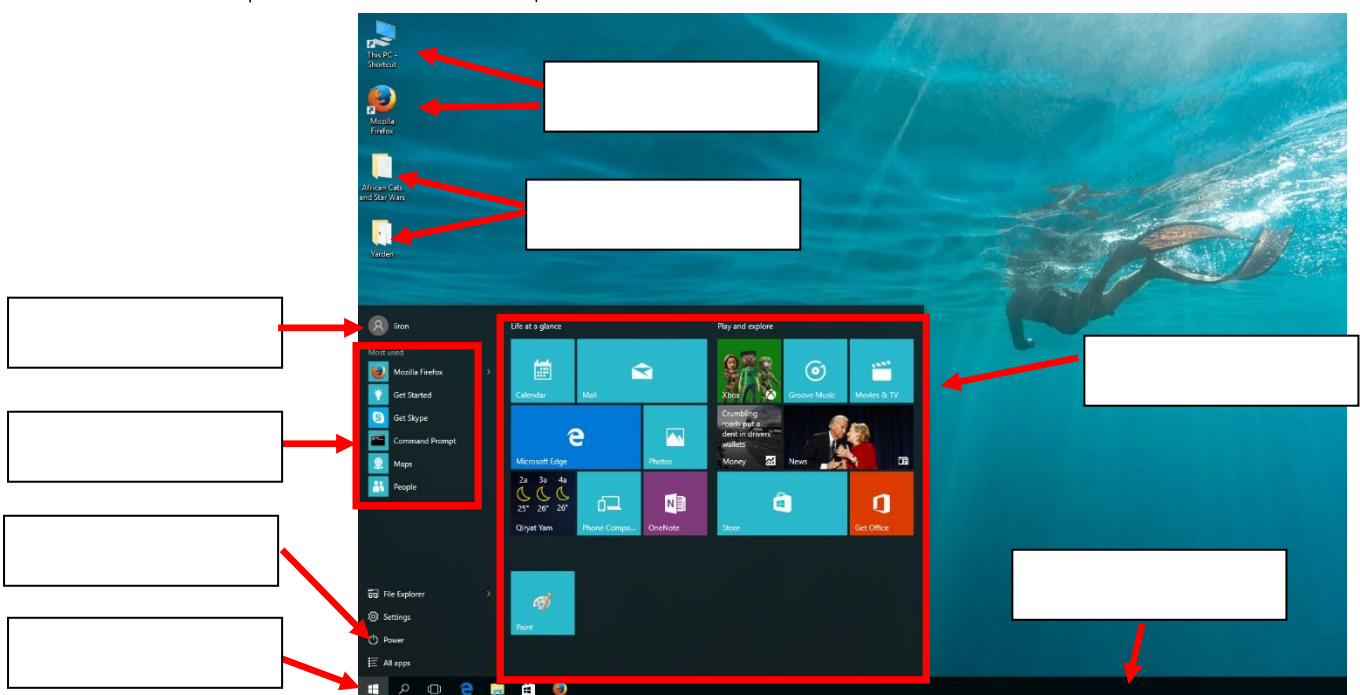 This PC -
Shortcut
Mozilla
Firefox
African Cats
and Star Wars
Yarden
liron
Most used
Mozilla Firefox
Get Started
Get Skype
Command Prompt
Maps
People
File Explorer
Settings
Power
All apps
Life at a glance
Calendar
Mail
Microsoft Edge
Photos
2a 3a 4a
25° 26° 26°
Qiryat Yam
Phone Compa...
OneNote
Paint
Play and explore
Xbox
Groove Music
Movies & TV
Crumbling
roads put a
dent in drivers'
wallets
Money
News
Store
Get Office